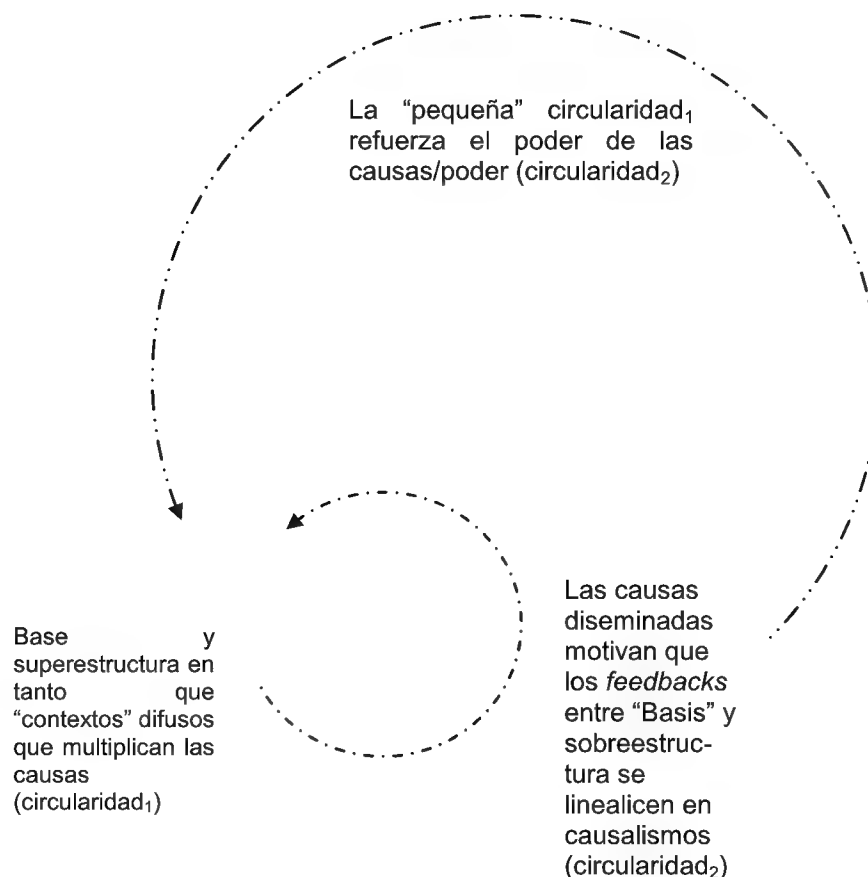 La “pequeña” circularidad₁
refuerza el poder de las
causas/poder (circularidad₂)
Base y
superestructura en
tanto que
“contextos” difusos
que multiplican las
causas
(circularidad₁)
Las causas
diseminadas
motivan que
los feedbacks
entre “Basis” y
sobreestruc-
tura se
linealicen en
causalismos
(circularidad₂)